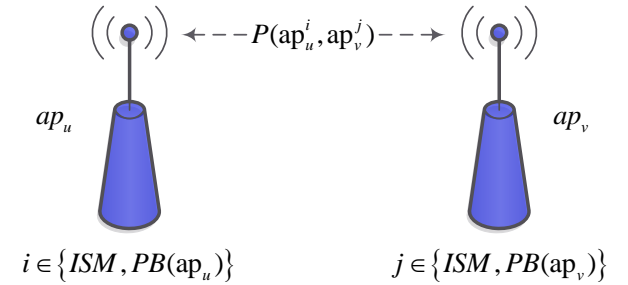 P(ap_u^i, ap_v^j)
ap_u ap_v
i ∈ {ISM, PB(ap_u)} j ∈ {ISM, PB(ap_v)}